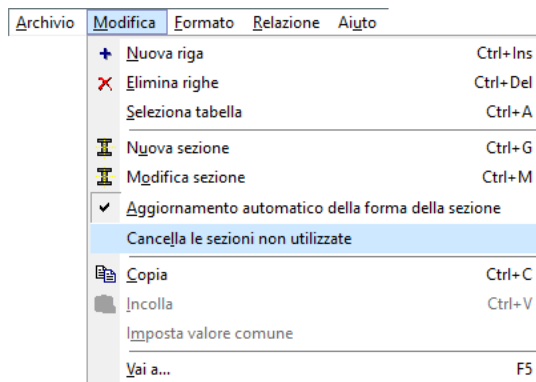 Archivio Modifica Formato Relazione Aiuto
Nuova riga Ctrl+Ins
Elimina righe Ctrl+Del
Seleziona tabella Ctrl+A
Nuova sezione Ctrl+G
Modifica sezione Ctrl+M
Aggiornamento automatico della forma della sezione
Cancella le sezioni non utilizzate
Copia Ctrl+C
Incolla Ctrl+V
Imposta valore comune
Vai a... F5